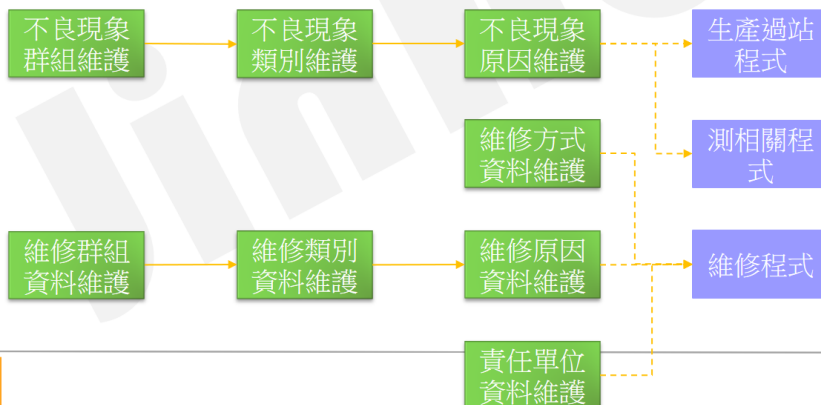 不良現象
群組維護
不良現象
類別維護
不良現象
原因維護
生產過站
程式
維修方式
資料維護
測相關程
式
維修群組
資料維護
維修類別
資料維護
維修原因
資料維護
維修程式
責任單位
資料維護